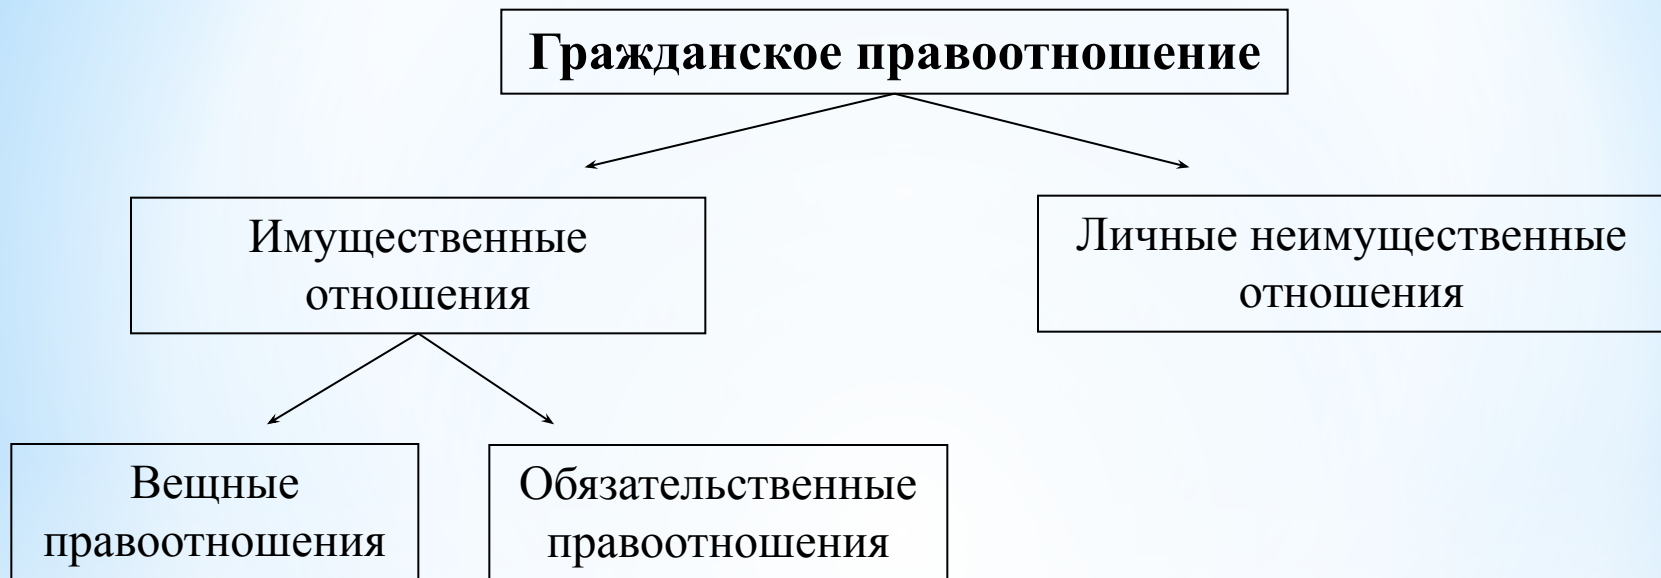 Гражданское правоотношение
Имущественные
отношения
Личные неимущественные
отношения
Вещные
правоотношения
Обязательственные
правоотношения